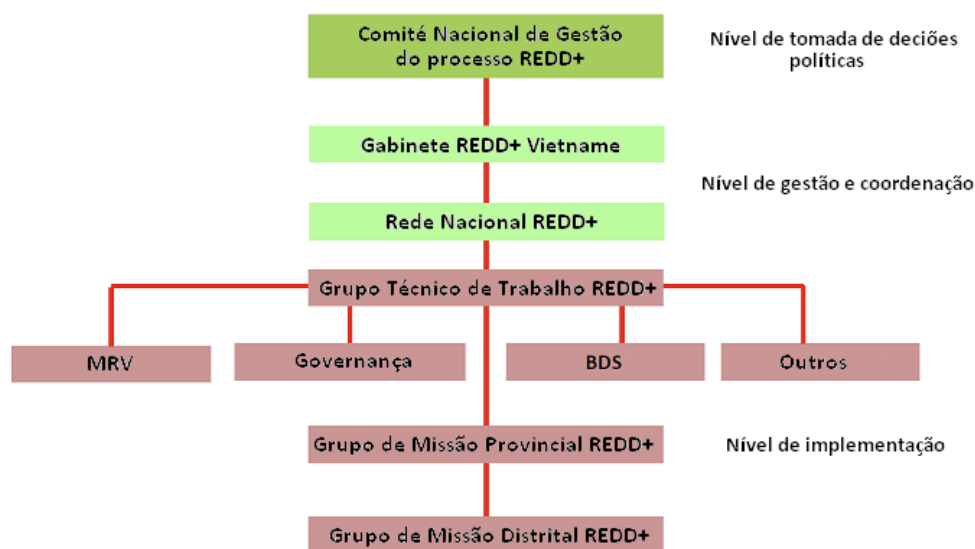 Comité Nacional de Gestão
do processo REDD+
Nível de tomada de deciões
políticas
Gabinete REDD+ Vietname
Nível de gestão e coordenação
Rede Nacional REDD+
Grupo Técnico de Trabalho REDD+
MRV
Governança
BDS
Outros
Grupo de Missão Provincial REDD+
Nível de implementação
Grupo de Missão Distrital REDD+